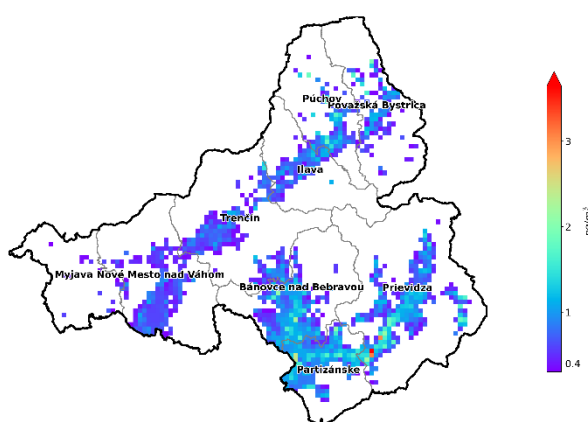 Púchov
Považská Bystrica
3
Ilava
Trenčín
2
Myjava
Nové Mesto nad Váhom
Bánovce nad Bebravou
Prievidza
1
0.4
Partizánske